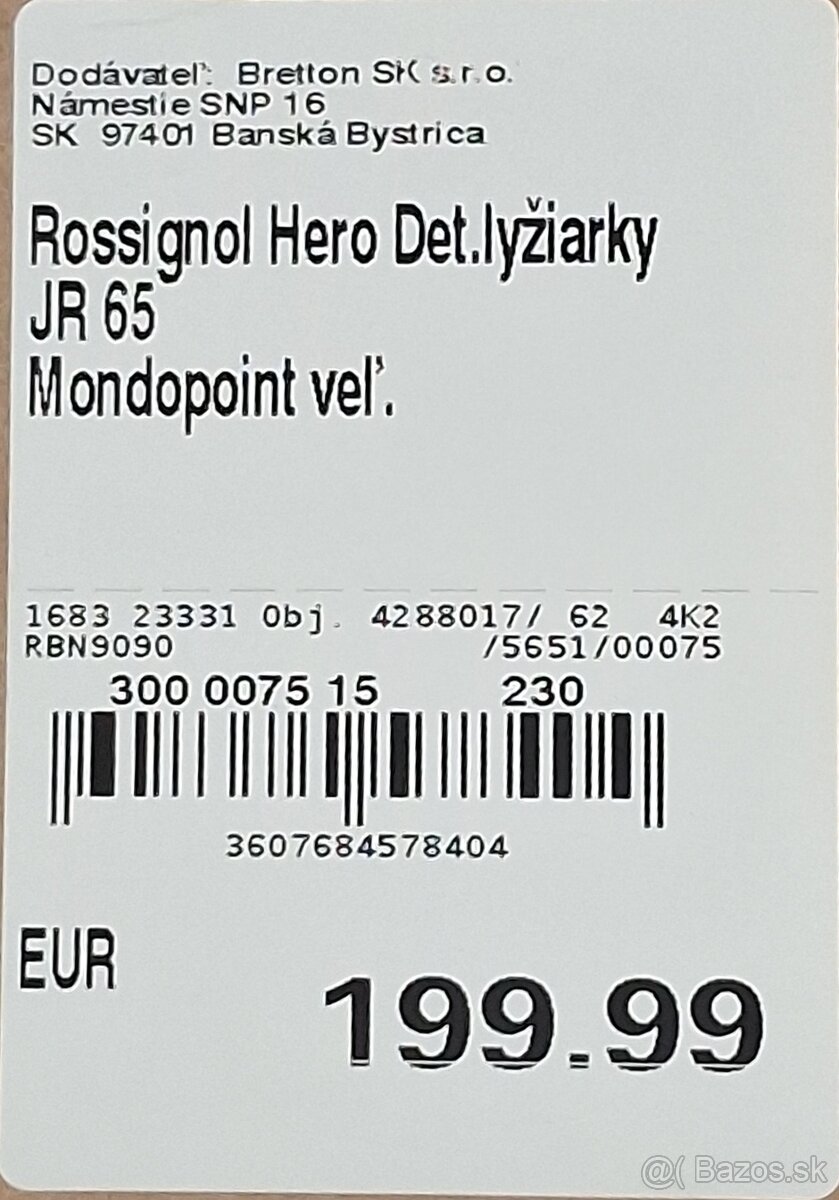 Dodávateľ: Bretton SK s.r.o.
Námestie SNP 16
SK 97401 Banská Bystrica
Rossignol Hero Det.lyžiarky
JR 65
Mondopoint veľ.
1683 23331 Obj. 4288017/ 62 4K2
RBN9090 /5651/00075
300 0075 15 230
3607684578404
EUR
199.99
@( Bazos.sk